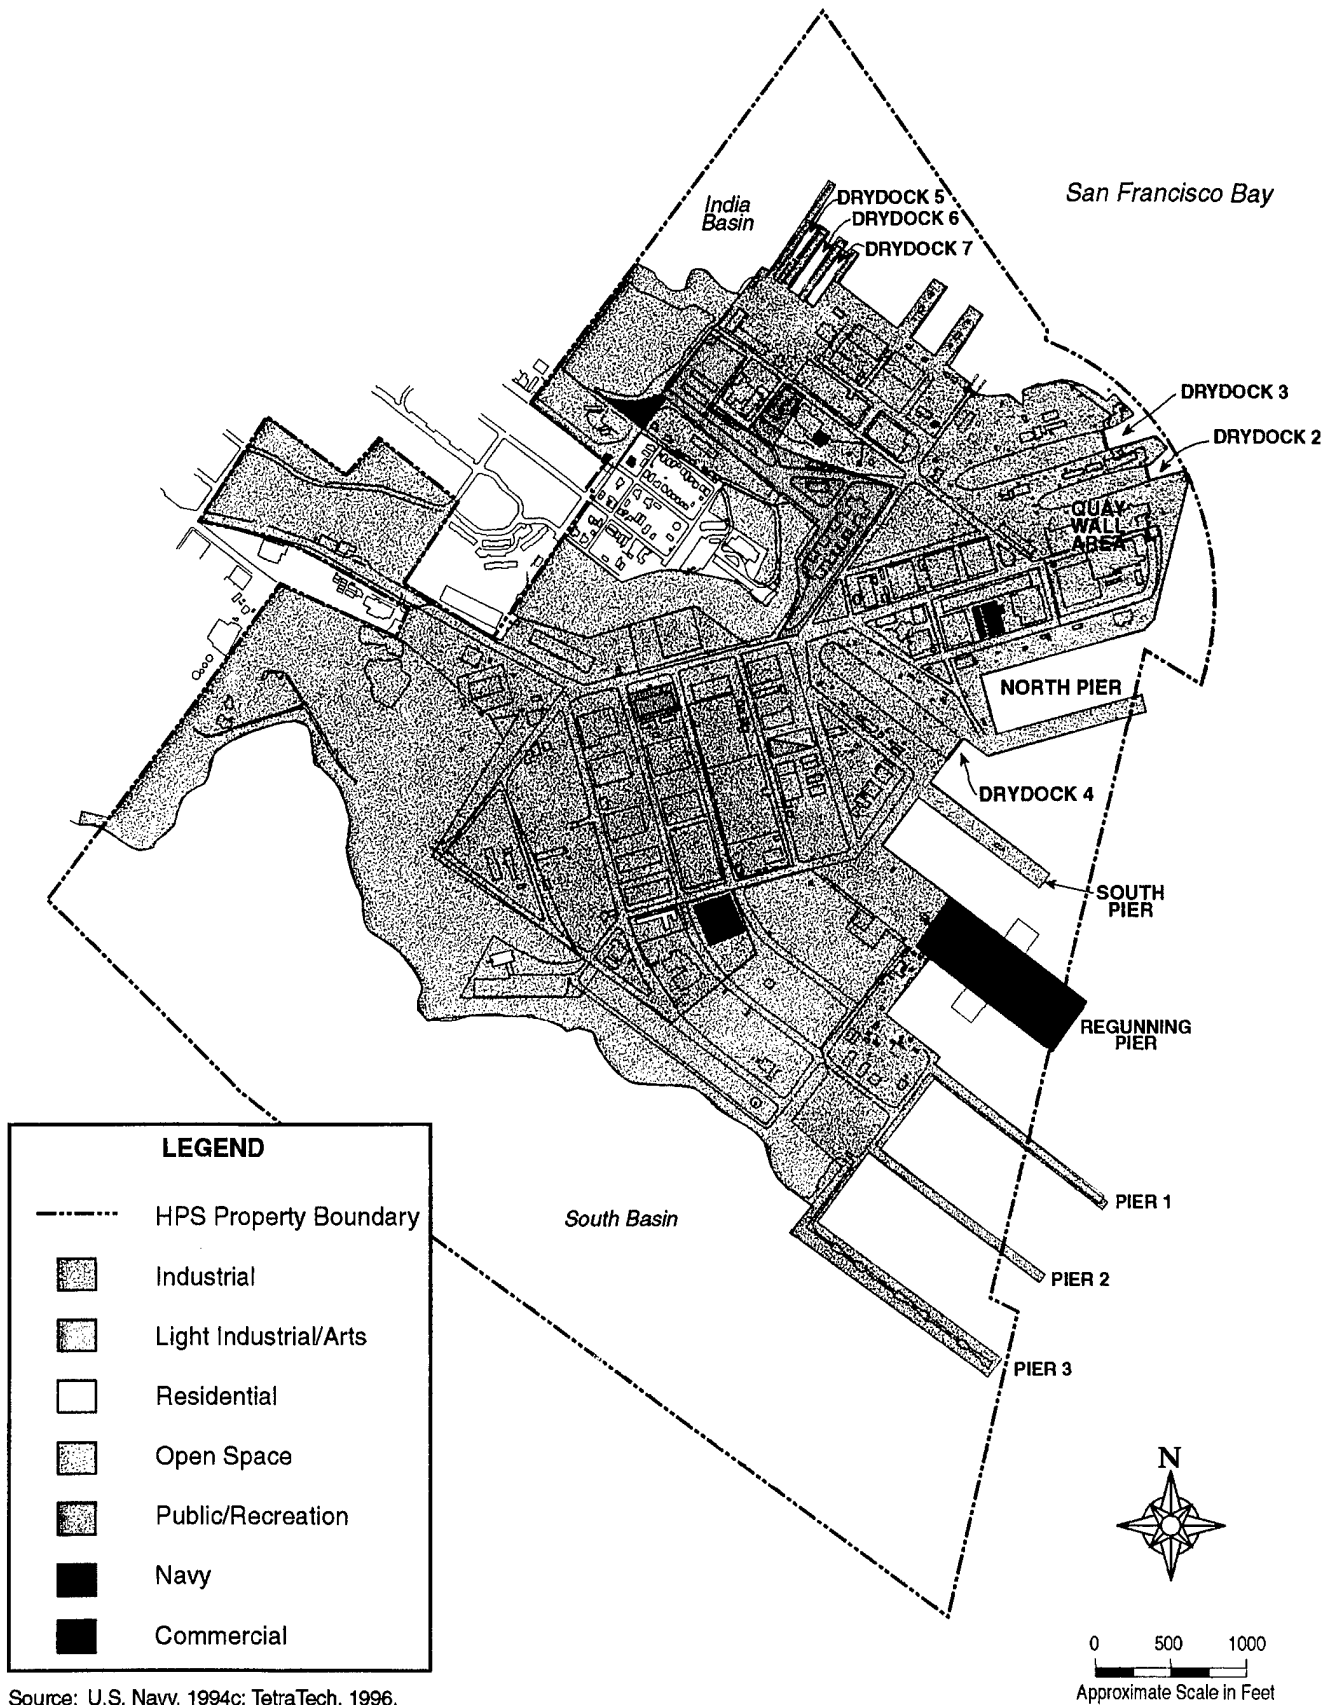 San Francisco Bay
India
Basin
DRYDOCK 5
DRYDOCK 6
DRYDOCK 7
DRYDOCK 3
DRYDOCK 2
QUAY
WALL
AREA
NORTH PIER
DRYDOCK 4
SOUTH
PIER
REGUNNING
PIER
PIER 1
PIER 2
PIER 3
South Basin
LEGEND
HPS Property Boundary
Industrial
Light Industrial/Arts
Residential
Open Space
Public/Recreation
Navy
Commercial
N
0 500 1000
Approximate Scale in Feet
Source: U.S. Navy, 1994c; TetraTech, 1996.